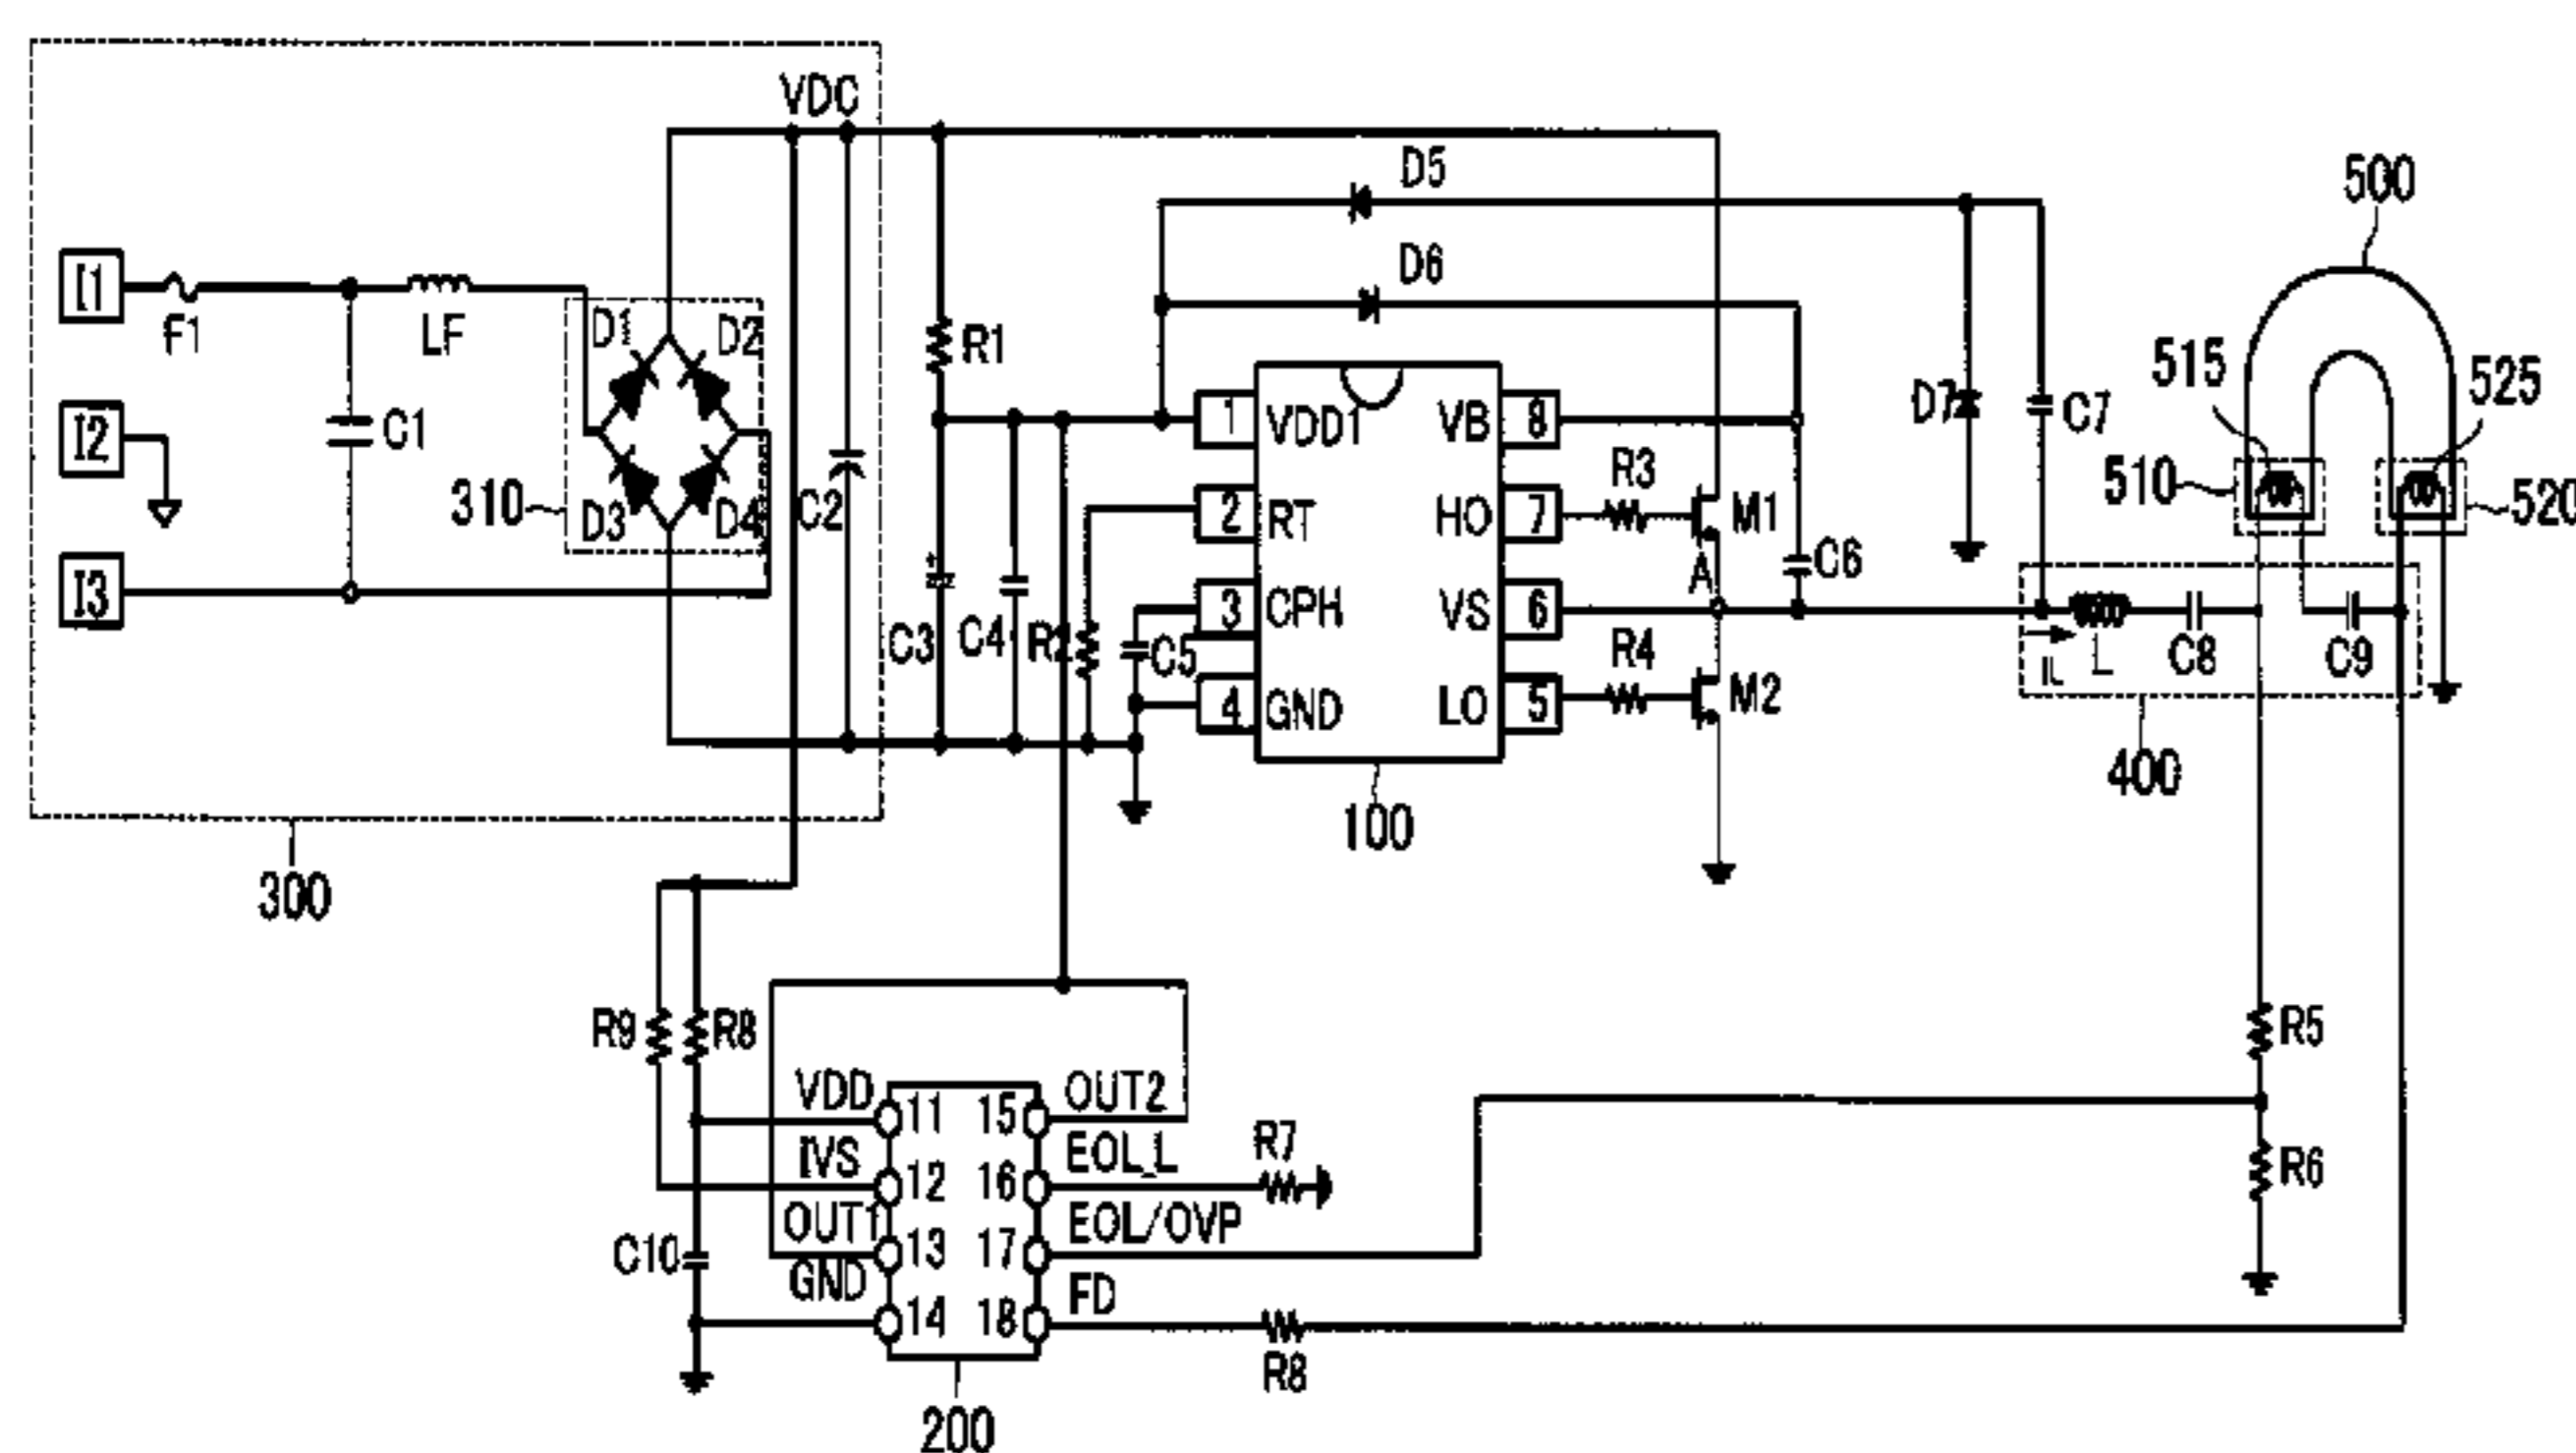 VDC
D5
500
I1
F1
LF
D1
D2
D6
R1
515
525
I2
C1
310
D3
D4
C2
1
VDD1
VB
8
D7
C7
510
520
2
RT
HO
7
R3
M1
A
C6
I3
C3
C4
R2
3
CPH
C5
VS
6
R4
IL
L
C8
C9
4
GND
LO
5
M2
400
100
300
R9
R8
R5
VDD
11
15
OUT2
IVS
12
16
EOL_L
R7
R6
OUT1
13
17
EOL/OVP
C10
GND
14
18
FD
R8
200